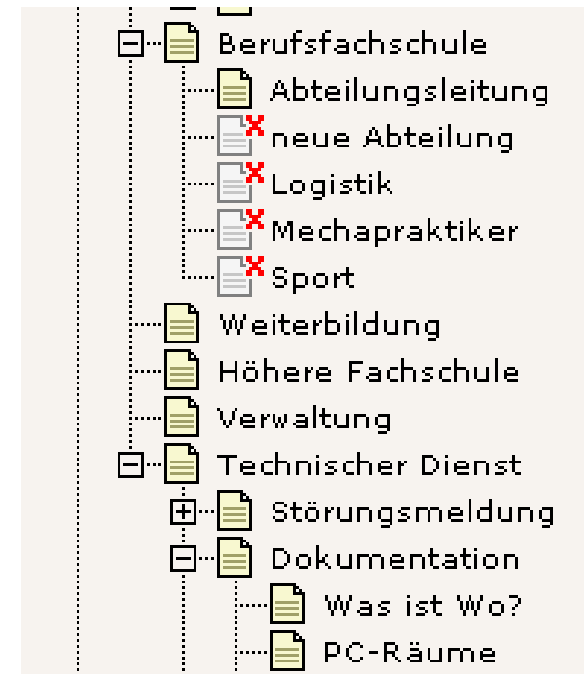 Berufsfachschule
Abteilungsleitung
neue Abteilung
Logistik
Mechapraktiker
Sport
Weiterbildung
Höhere Fachschule
Verwaltung
Technischer Dienst
Störungsmeldung
Dokumentation
Was ist Wo?
PC-Räume